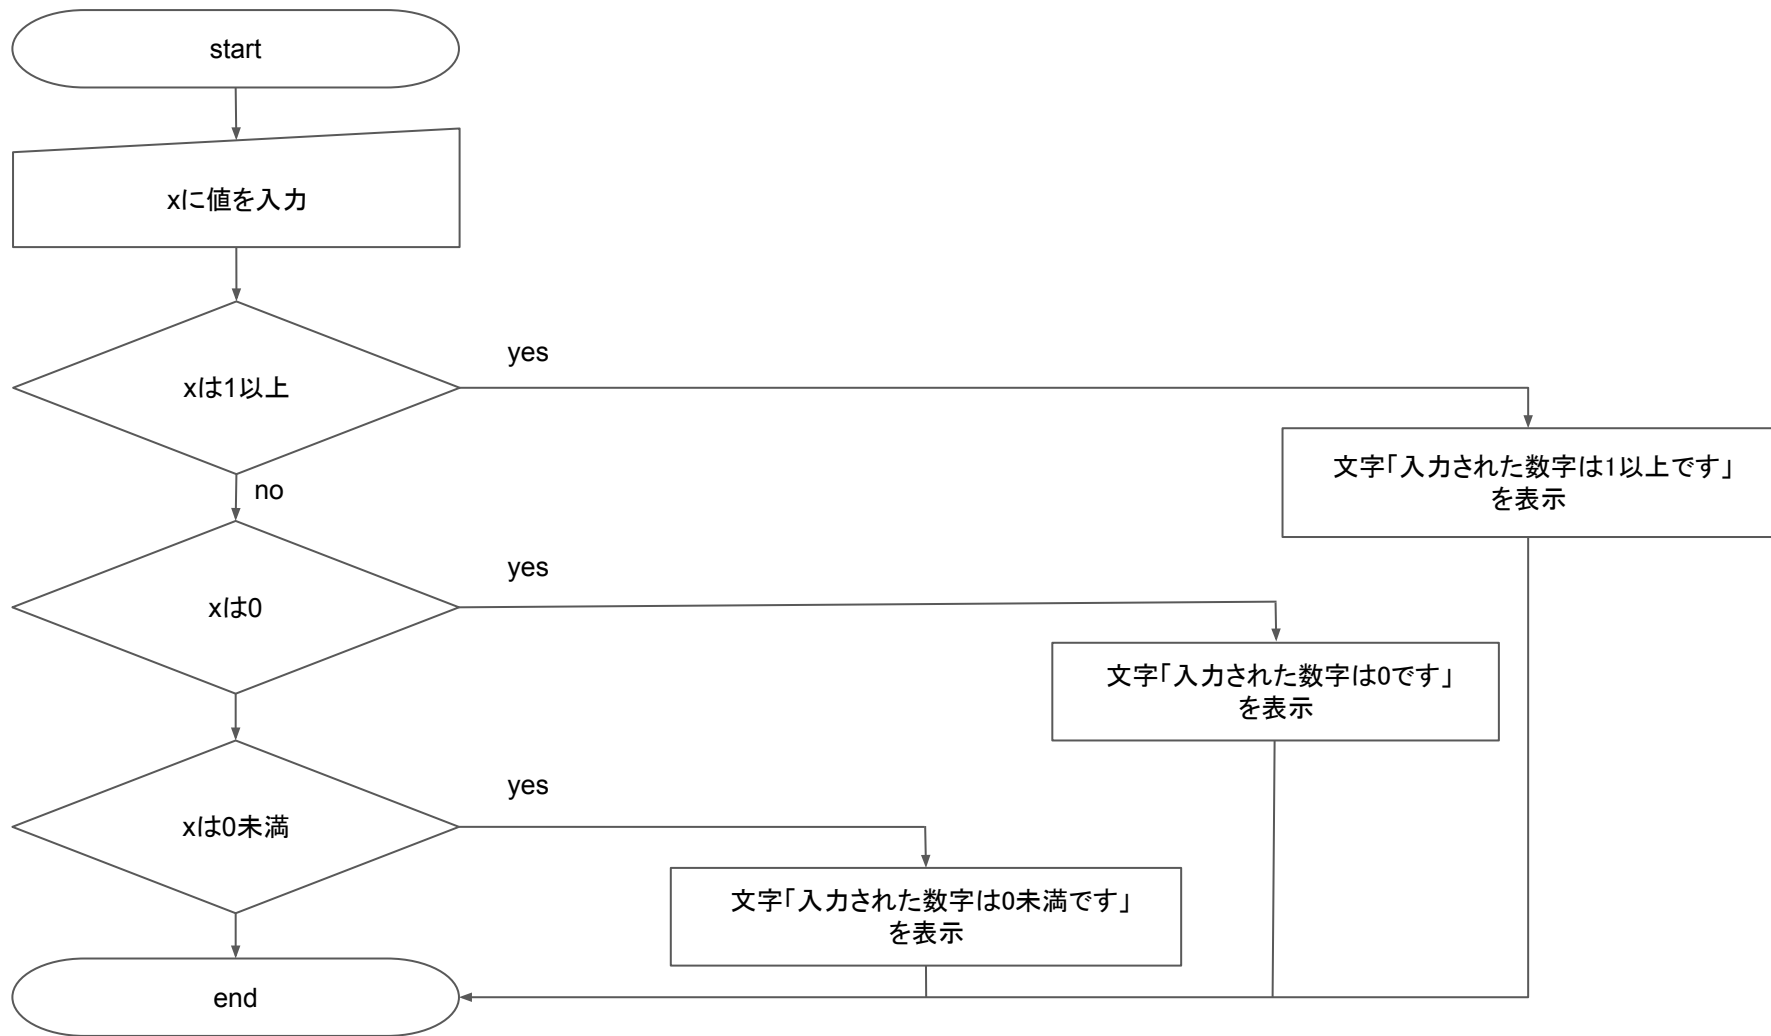 start
xに値を入力
xは1以上
yes
文字「入力された数字は1以上です」
を表示
no
xは0
yes
文字「入力された数字は0です」
を表示
xは0未満
yes
文字「入力された数字は0未満です」
を表示
end